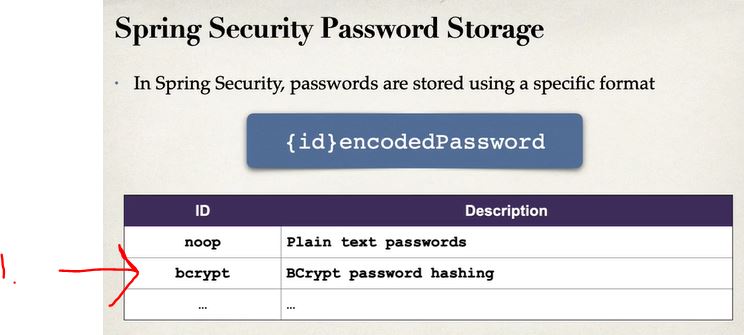 Spring Security Password Storage
• In Spring Security, passwords are stored using a specific format
{id}encodedPassword
ID Description
noop Plain text passwords
1. bcrypt BCrypt password hashing
... ...